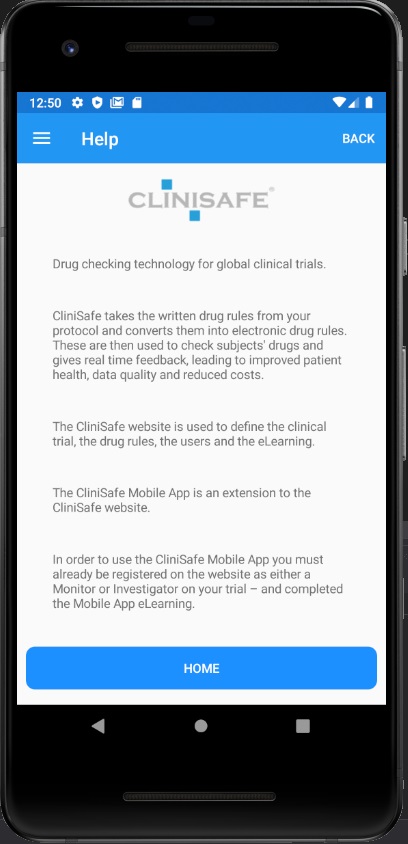 12:50
Help
BACK
CLINISAFE®
Drug checking technology for global clinical trials.
CliniSafe takes the written drug rules from your
protocol and converts them into electronic drug rules.
These are then used to check subjects' drugs and
gives real time feedback, leading to improved patient
health, data quality and reduced costs.
The CliniSafe website is used to define the clinical
trial, the drug rules, the users and the eLearning.
The CliniSafe Mobile App is an extension to the
CliniSafe website.
In order to use the CliniSafe Mobile App you must
already be registered on the website as either a
Monitor or Investigator on your trial – and completed
the Mobile App eLearning.
HOME